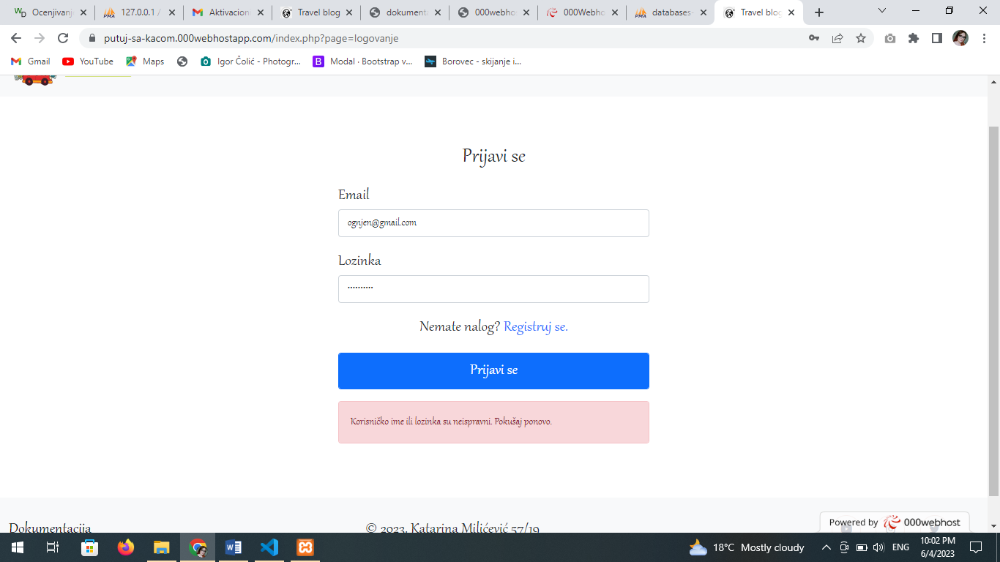 Ocenjivanj
127.0.0.1 /
Aktivacion
Travel blog
dokument
000webho
000Webho
databases-
Travel blog
putuj-sa-kacom.000webhostapp.com/index.php?page=logovanje
Gmail
YouTube
Maps
Igor Čolić - Photogr...
Modal · Bootstrap v...
Borovec - skijanje i...
Prijavi se
Email
ognjen@gmail.com
Lozinka
Nemate nalog? Registruj se.
Prijavi se
Korisničko ime ili lozinka su neispravni. Pokušaj ponovo.
Dokumentacija
© 2023. Katarina Milićević 57/19
Powered by 000webhost
18°C Mostly cloudy
ENG
10:02 PM
6/4/2023